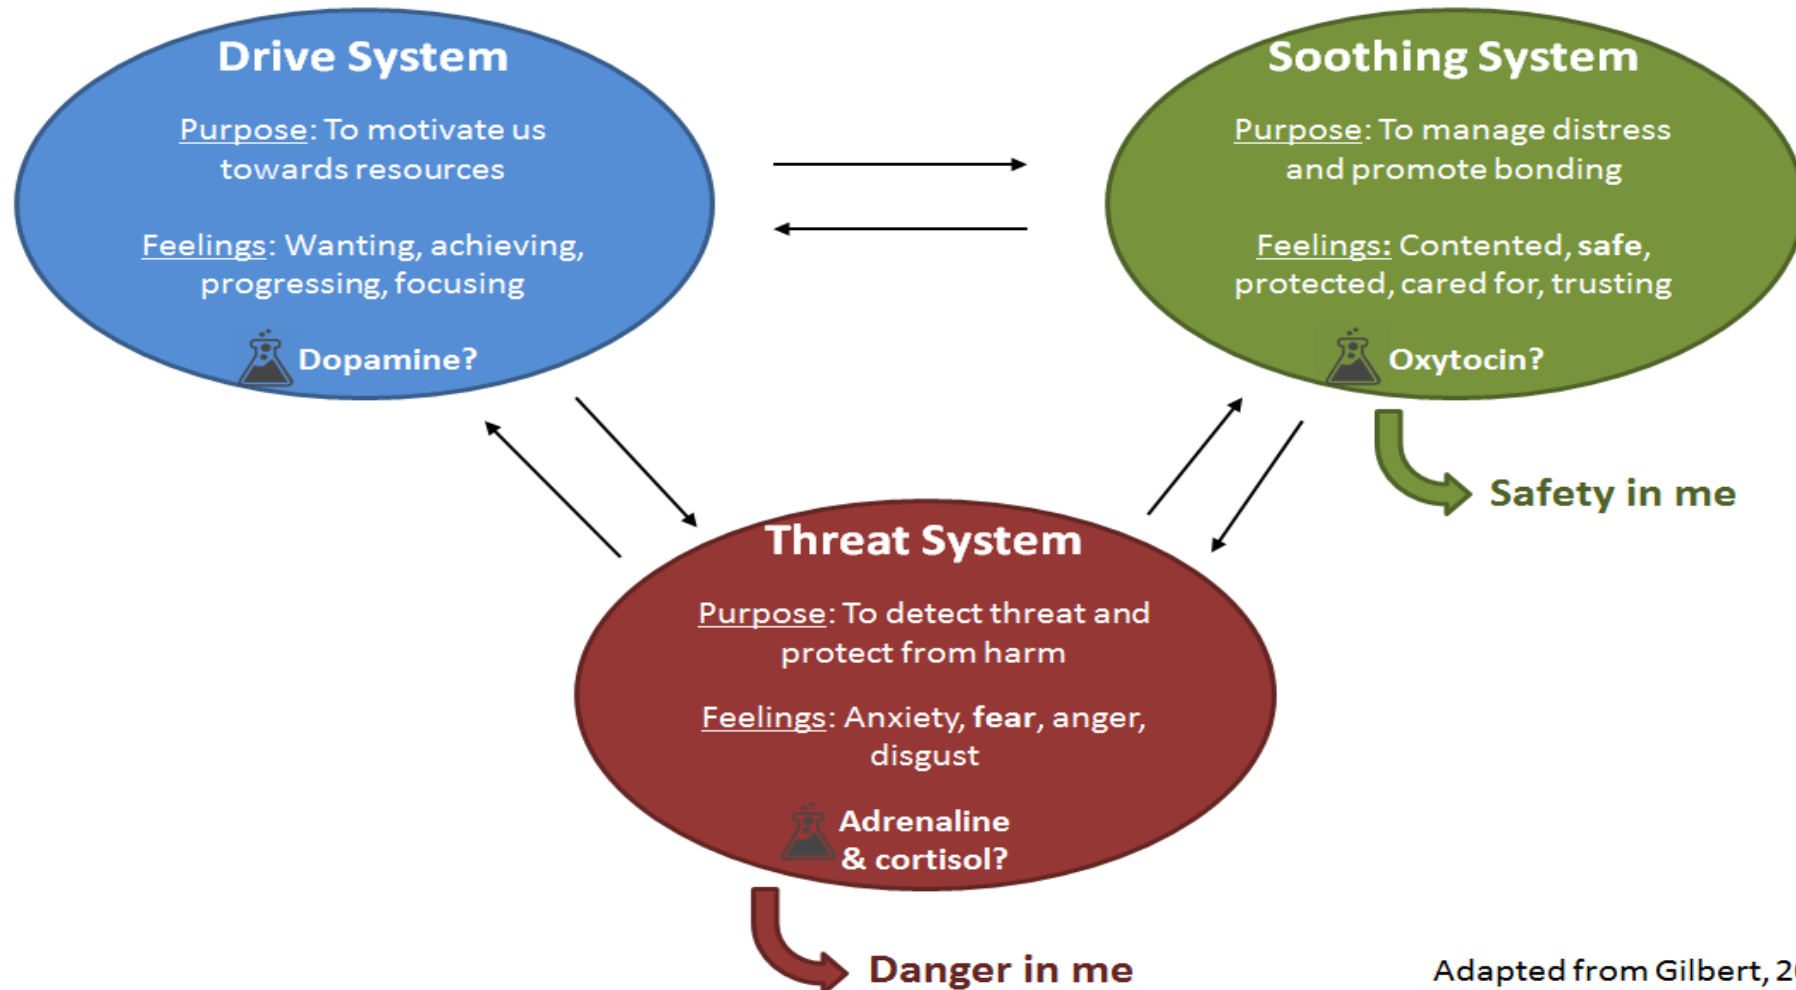 Drive System
Purpose: To motivate us
towards resources
Feelings: Wanting, achieving,
progressing, focusing
Dopamine?
Soothing System
Purpose: To manage distress
and promote bonding
Feelings: Contented, safe,
protected, cared for, trusting
Oxytocin?
Safety in me
Threat System
Purpose: To detect threat and
protect from harm
Feelings: Anxiety, fear, anger,
disgust
Adrenaline
& cortisol?
Danger in me
Adapted from Gilbert,